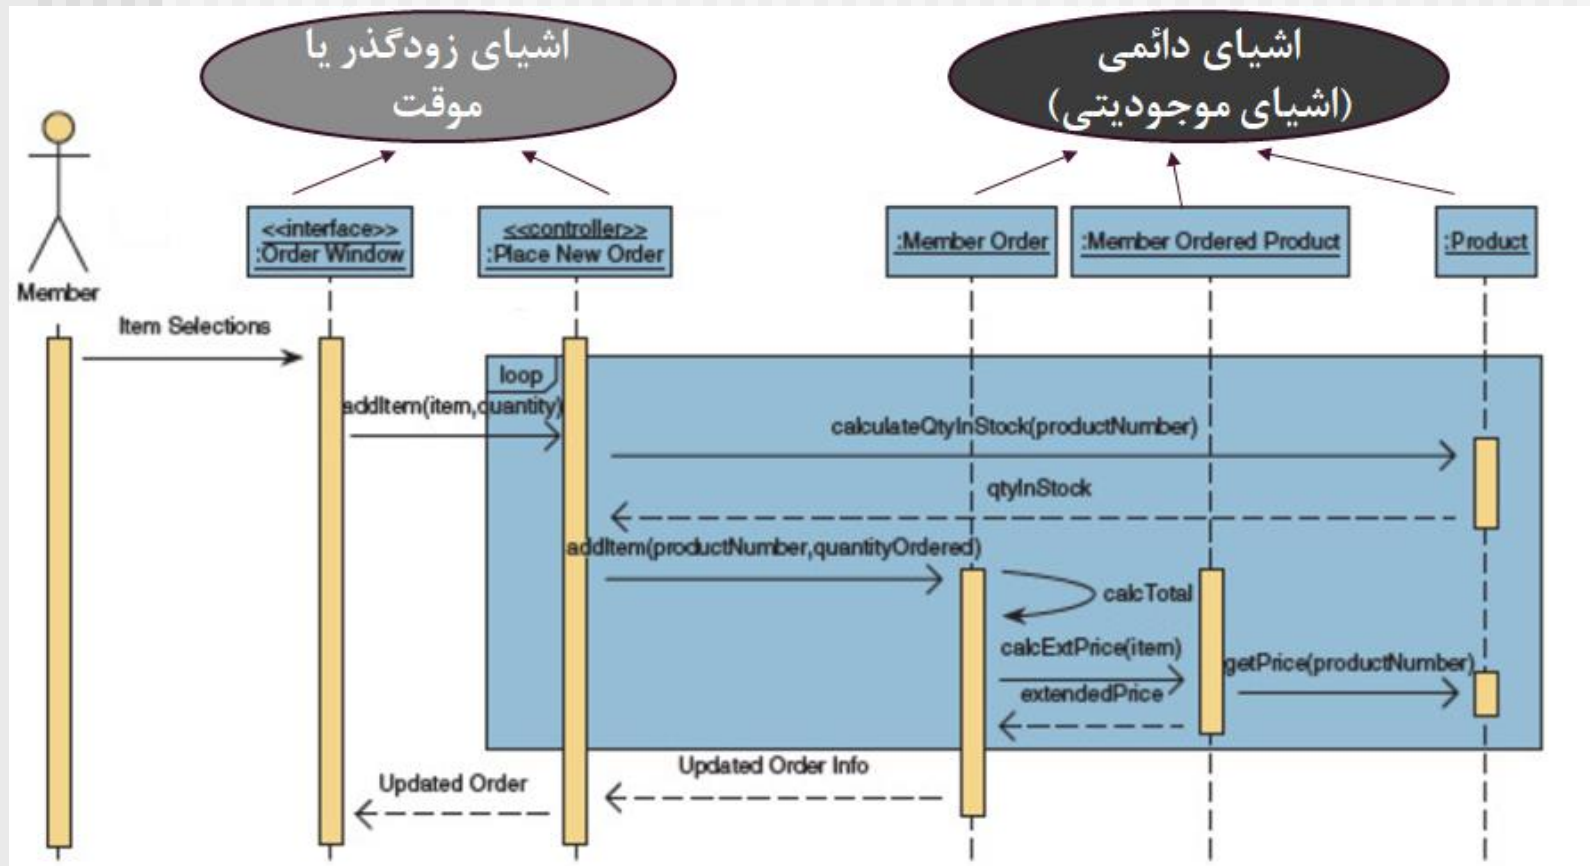 اشیای زودگذر یا
موقت
اشیای دائمی
(اشیای موجودیتی)
Member
<<interface>>
:Order Window
<<controller>>
:Place New Order
:Member Order
:Member Ordered Product
:Product
Item Selections
loop
addItem(item,quantity)
calculateQtyInStock(productNumber)
qtyInStock
addItem(productNumber,quantityOrdered)
calcTotal
calcExtPrice(item)
getPrice(productNumber)
extendedPrice
Updated Order Info
Updated Order